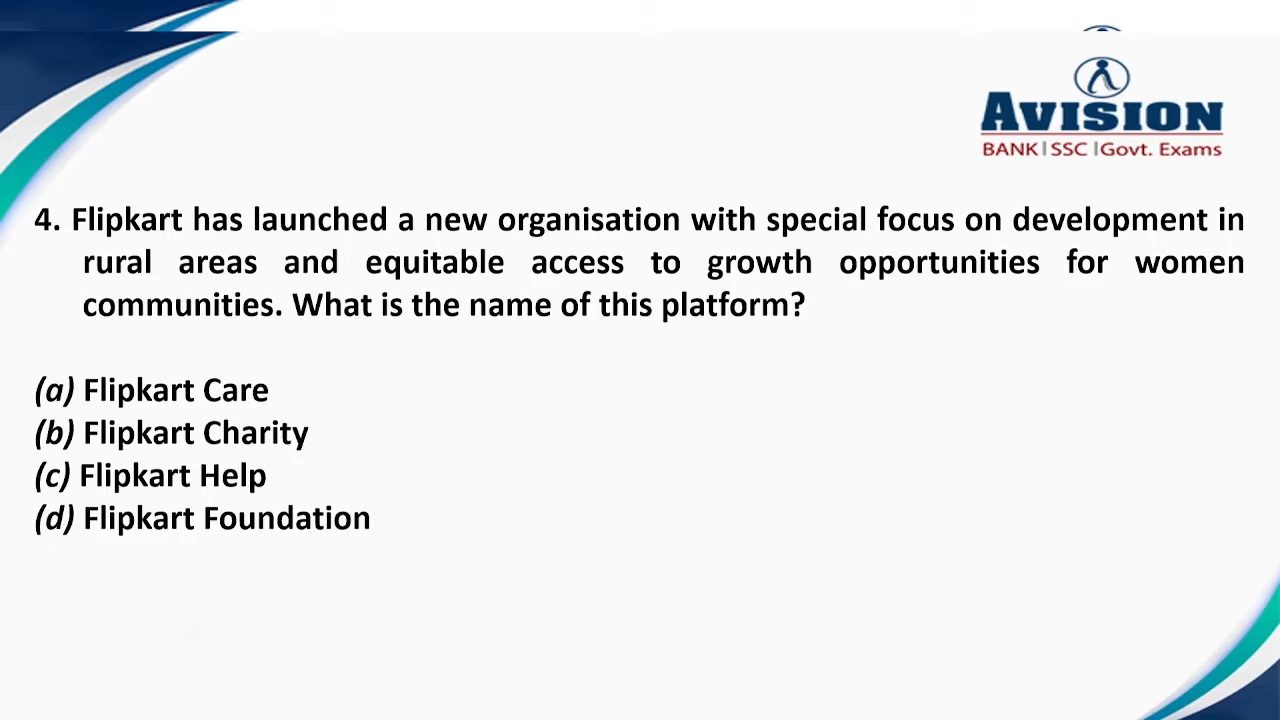 AVISION
BANK | SSC | Govt. Exams
4. Flipkart has launched a new organisation with special focus on development in
rural areas and equitable access to growth opportunities for women
communities. What is the name of this platform?
(a) Flipkart Care
(b) Flipkart Charity
(c) Flipkart Help
(d) Flipkart Foundation